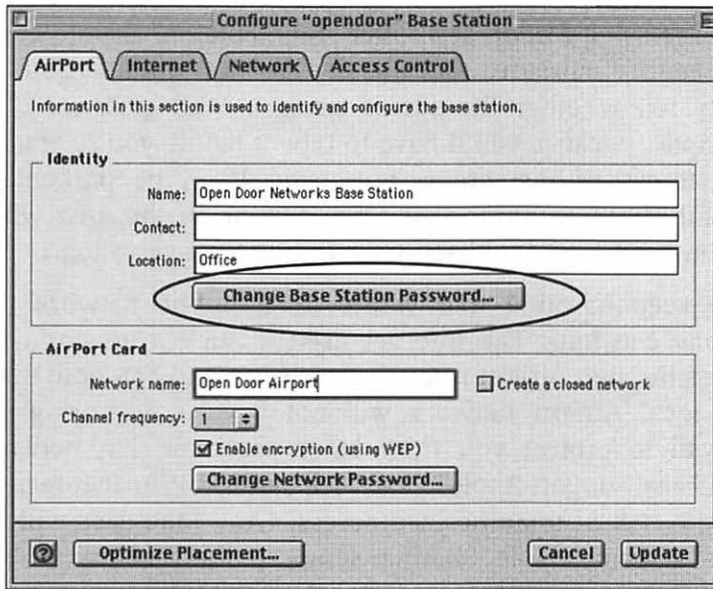 Configure “opendoor” Base Station
AirPort Internet Network Access Control
Information in this section is used to identify and configure the base station.
Identity
Name: Open Door Networks Base Station
Contact:
Location: Office
Change Base Station Password...
AirPort Card
Network name: Open Door Airport
Create a closed network
Channel frequency: 1
Enable encryption (using WEP)
Change Network Password...
? Optimize Placement... Cancel Update